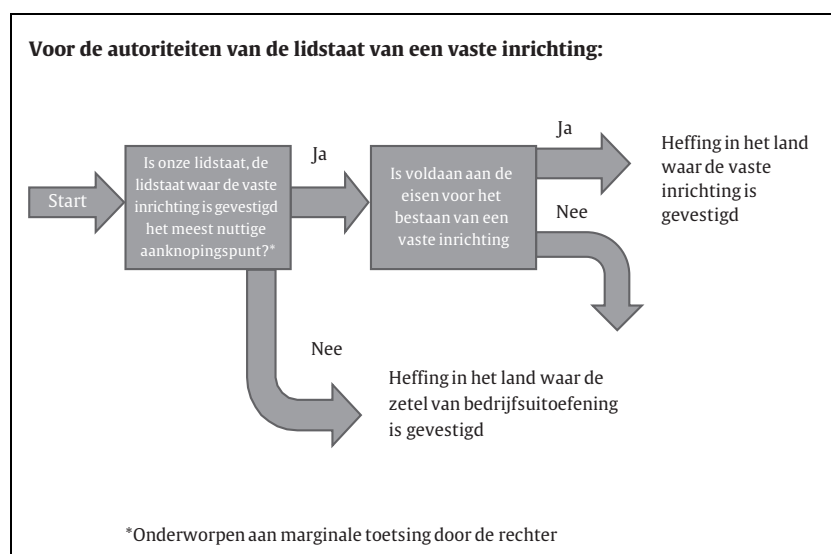 Voor de autoriteiten van de lidstaat van een vaste inrichting:
Start
Is onze lidstaat, de
lidstaat waar de vaste
inrichting is gevestigd
het meest nuttige
aanknopingspunt?*
Ja
Is voldaan aan de
eisen voor het
bestaan van een
vaste inrichting
Ja
Heffing in het land
waar de vaste
inrichting is
gevestigd
Nee
Nee
Heffing in het land waar de
zetel van bedrijfsuitoefening
is gevestigd
*Onderworpen aan marginale toetsing door de rechter